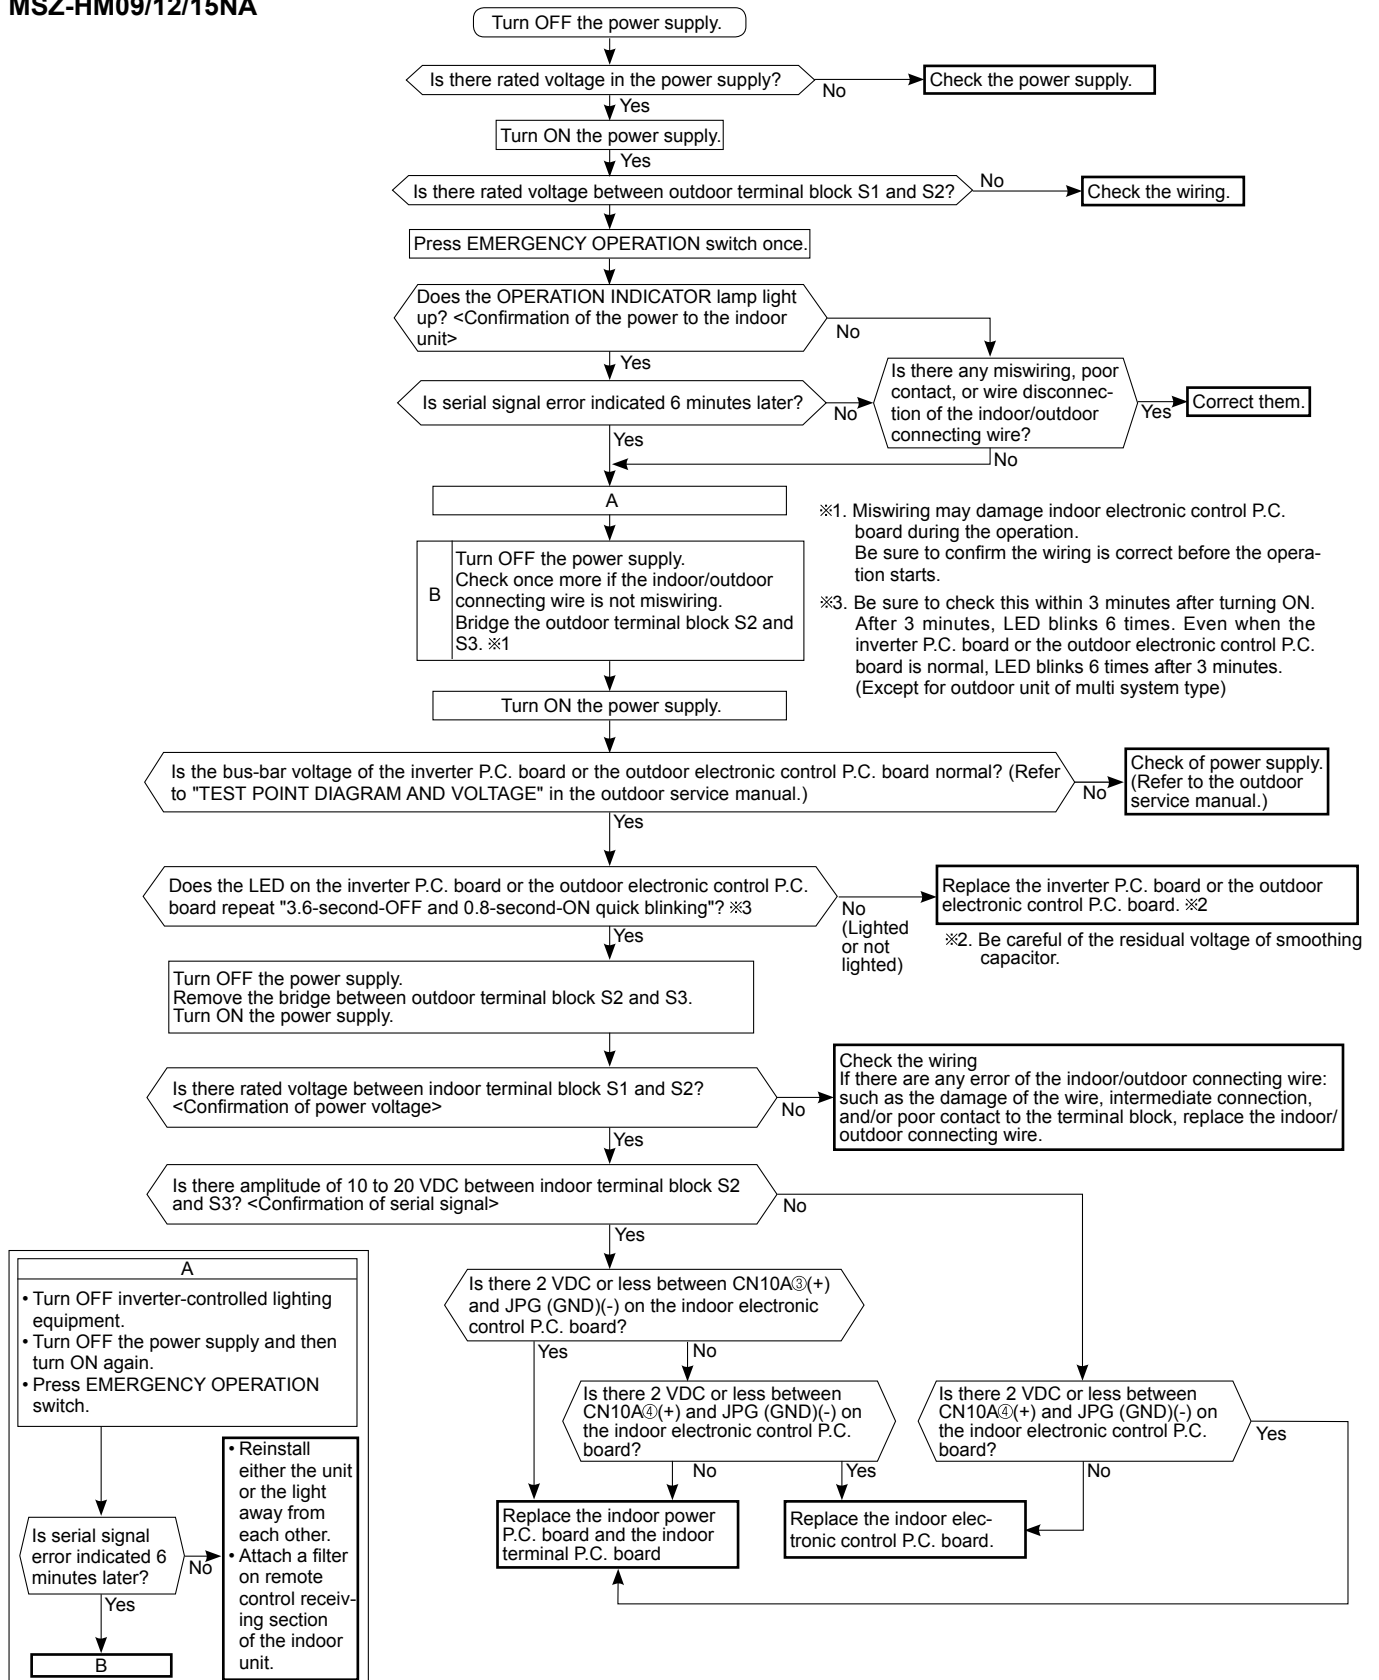 MSZ-HM09/12/15NA
Turn OFF the power supply.
Is there rated voltage in the power supply?
No
Check the power supply.
Yes
Turn ON the power supply.
Yes
Is there rated voltage between outdoor terminal block S1 and S2?
No
Check the wiring.
Press EMERGENCY OPERATION switch once.
Does the OPERATION INDICATOR lamp light
up? <Confirmation of the power to the indoor
unit>
No
Yes
Is serial signal error indicated 6 minutes later?
No
Is there any miswiring, poor
contact, or wire disconnec-
tion of the indoor/outdoor
connecting wire?
Yes
Correct them.
Yes
No
A
B
Turn OFF the power supply.
Check once more if the indoor/outdoor
connecting wire is not miswiring.
Bridge the outdoor terminal block S2 and
S3. ※1
※1. Miswiring may damage indoor electronic control P.C.
board during the operation.
Be sure to confirm the wiring is correct before the opera-
tion starts.
※3. Be sure to check this within 3 minutes after turning ON.
After 3 minutes, LED blinks 6 times. Even when the
inverter P.C. board or the outdoor electronic control P.C.
board is normal, LED blinks 6 times after 3 minutes.
(Except for outdoor unit of multi system type)
Turn ON the power supply.
Is the bus-bar voltage of the inverter P.C. board or the outdoor electronic control P.C. board normal? (Refer
to "TEST POINT DIAGRAM AND VOLTAGE" in the outdoor service manual.)
No
Check of power supply.
(Refer to the outdoor
service manual.)
Yes
Does the LED on the inverter P.C. board or the outdoor electronic control P.C.
board repeat "3.6-second-OFF and 0.8-second-ON quick blinking"? ※3
No
(Lighted
or not
lighted)
Replace the inverter P.C. board or the outdoor
electronic control P.C. board. ※2
※2. Be careful of the residual voltage of smoothing
capacitor.
Yes
Turn OFF the power supply.
Remove the bridge between outdoor terminal block S2 and S3.
Turn ON the power supply.
Is there rated voltage between indoor terminal block S1 and S2?
<Confirmation of power voltage>
No
Check the wiring
If there are any error of the indoor/outdoor connecting wire:
such as the damage of the wire, intermediate connection,
and/or poor contact to the terminal block, replace the indoor/
outdoor connecting wire.
Yes
Is there amplitude of 10 to 20 VDC between indoor terminal block S2
and S3? <Confirmation of serial signal>
No
Yes
Is there 2 VDC or less between CN10A③(+)
and JPG (GND)(-) on the indoor electronic
control P.C. board?
Yes
No
Is there 2 VDC or less between
CN10A④(+) and JPG (GND)(-) on
the indoor electronic control P.C.
board?
No
Yes
Is there 2 VDC or less between
CN10A④(+) and JPG (GND)(-) on
the indoor electronic control P.C.
board?
Yes
No
Replace the indoor power
P.C. board and the indoor
terminal P.C. board
Replace the indoor elec-
tronic control P.C. board.
A
• Turn OFF inverter-controlled lighting
equipment.
• Turn OFF the power supply and then
turn ON again.
• Press EMERGENCY OPERATION
switch.
Is serial signal
error indicated 6
minutes later?
No
• Reinstall
either the unit
or the light
away from
each other.
• Attach a filter
on remote
control receiv-
ing section
of the indoor
unit.
Yes
B